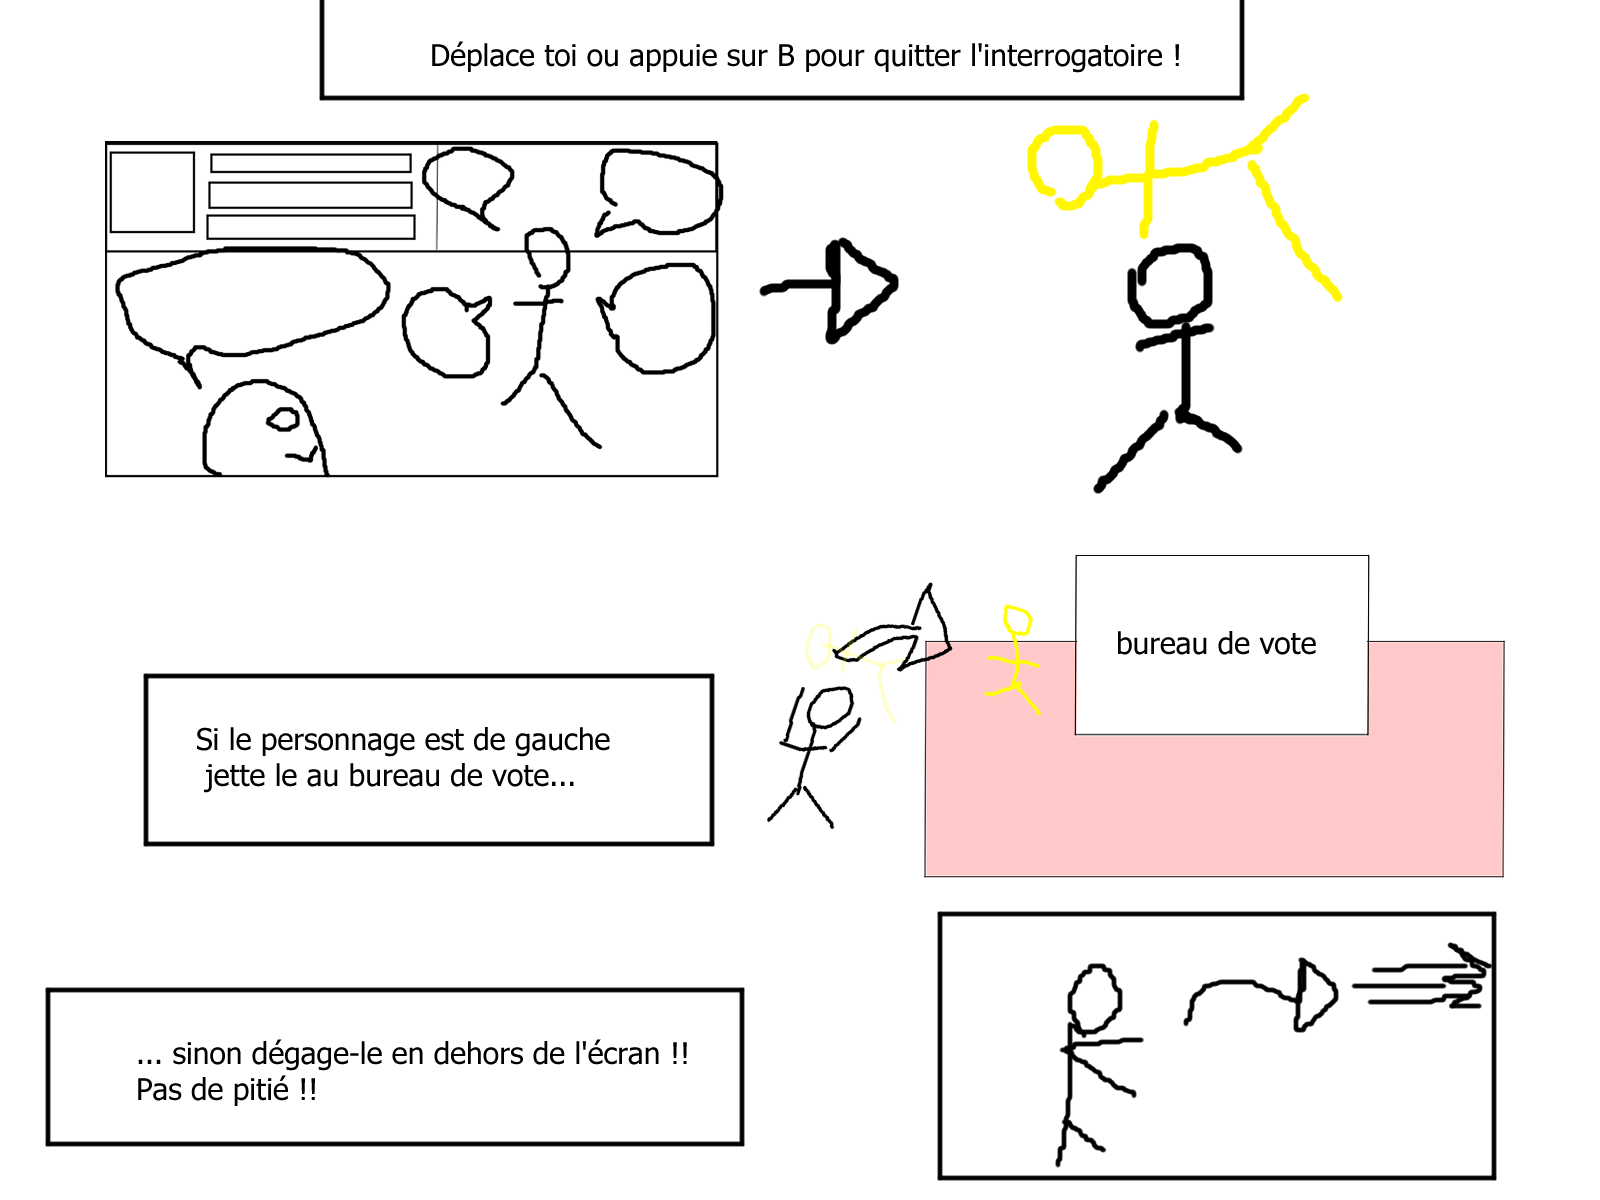 Déplace toi ou appuie sur B pour quitter l'interrogatoire !
bureau de vote
Si le personnage est de gauche
jette le au bureau de vote...
... sinon dégage-le en dehors de l'écran !!
Pas de pitié !!